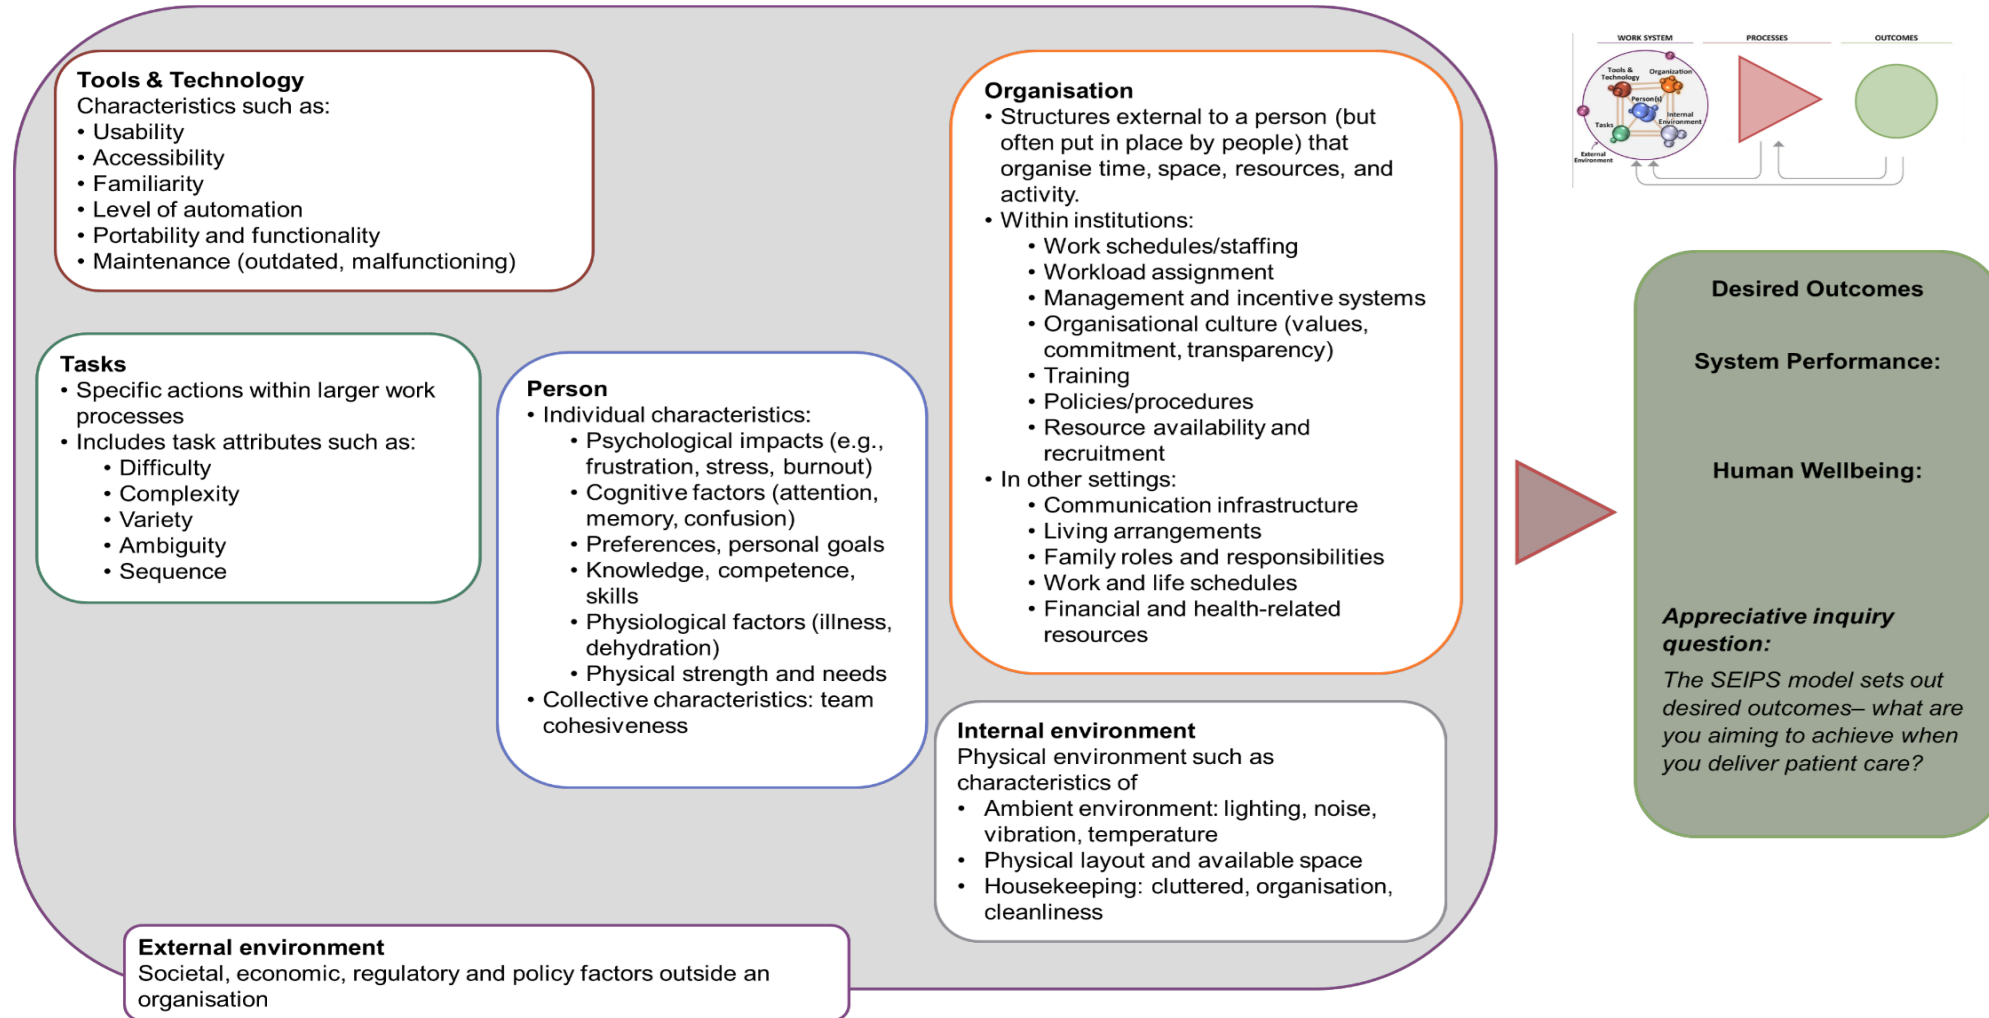 Tools & Technology
Characteristics such as:
• Usability
• Accessibility
• Familiarity
• Level of automation
• Portability and functionality
• Maintenance (outdated, malfunctioning)
Tasks
• Specific actions within larger work
processes
• Includes task attributes such as:
• Difficulty
• Complexity
• Variety
• Ambiguity
• Sequence
Person
• Individual characteristics:
• Psychological impacts (e.g.,
frustration, stress, burnout)
• Cognitive factors (attention,
memory, confusion)
• Preferences, personal goals
• Knowledge, competence,
skills
• Physiological factors (illness,
dehydration)
• Physical strength and needs
• Collective characteristics: team
cohesiveness
Organisation
• Structures external to a person (but
often put in place by people) that
organise time, space, resources, and
activity.
• Within institutions:
• Work schedules/staffing
• Workload assignment
• Management and incentive systems
• Organisational culture (values,
commitment, transparency)
• Training
• Policies/procedures
• Resource availability and
recruitment
• In other settings:
• Communication infrastructure
• Living arrangements
• Family roles and responsibilities
• Work and life schedules
• Financial and health-related
resources
Internal environment
Physical environment such as
characteristics of
• Ambient environment: lighting, noise,
vibration, temperature
• Physical layout and available space
• Housekeeping: cluttered, organisation,
cleanliness
External environment
Societal, economic, regulatory and policy factors outside an
organisation
WORK SYSTEM
PROCESSES
OUTCOMES
Tools &
Technology
Organization
Person(s)
Tasks
Internal
Environment
External
Environment
Desired Outcomes
System Performance:
Human Wellbeing:
Appreciative inquiry
question:
The SEIPS model sets out
desired outcomes– what are
you aiming to achieve when
you deliver patient care?